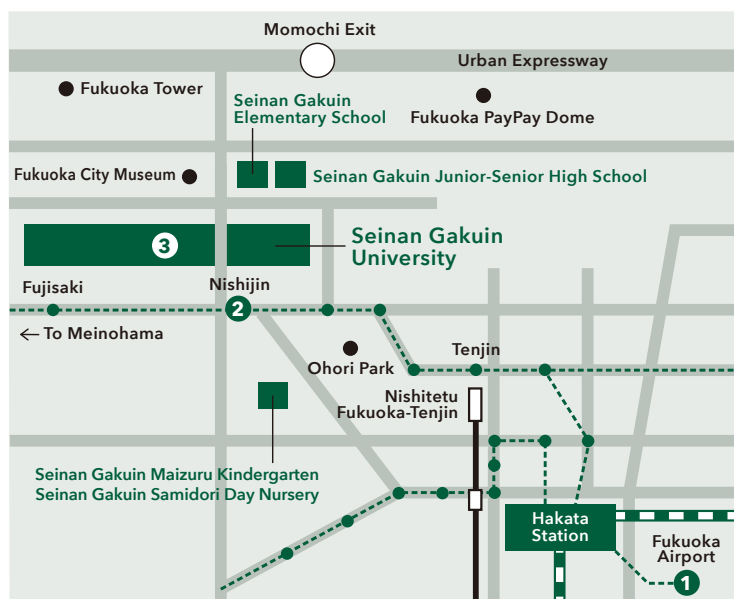 Momochi Exit
Urban Expressway
Fukuoka Tower
Seinan Gakuin
Elementary School
Fukuoka PayPay Dome
Fukuoka City Museum
Seinan Gakuin Junior-Senior High School
3
Seinan Gakuin
University
Fujisaki
Nishijin
2
← To Meinohama
Ohori Park
Tenjin
Nishitetu
Fukuoka-Tenjin
Seinan Gakuin Maizuru Kindergarten
Seinan Gakuin Samidori Day Nursery
Hakata
Station
Fukuoka
Airport
1